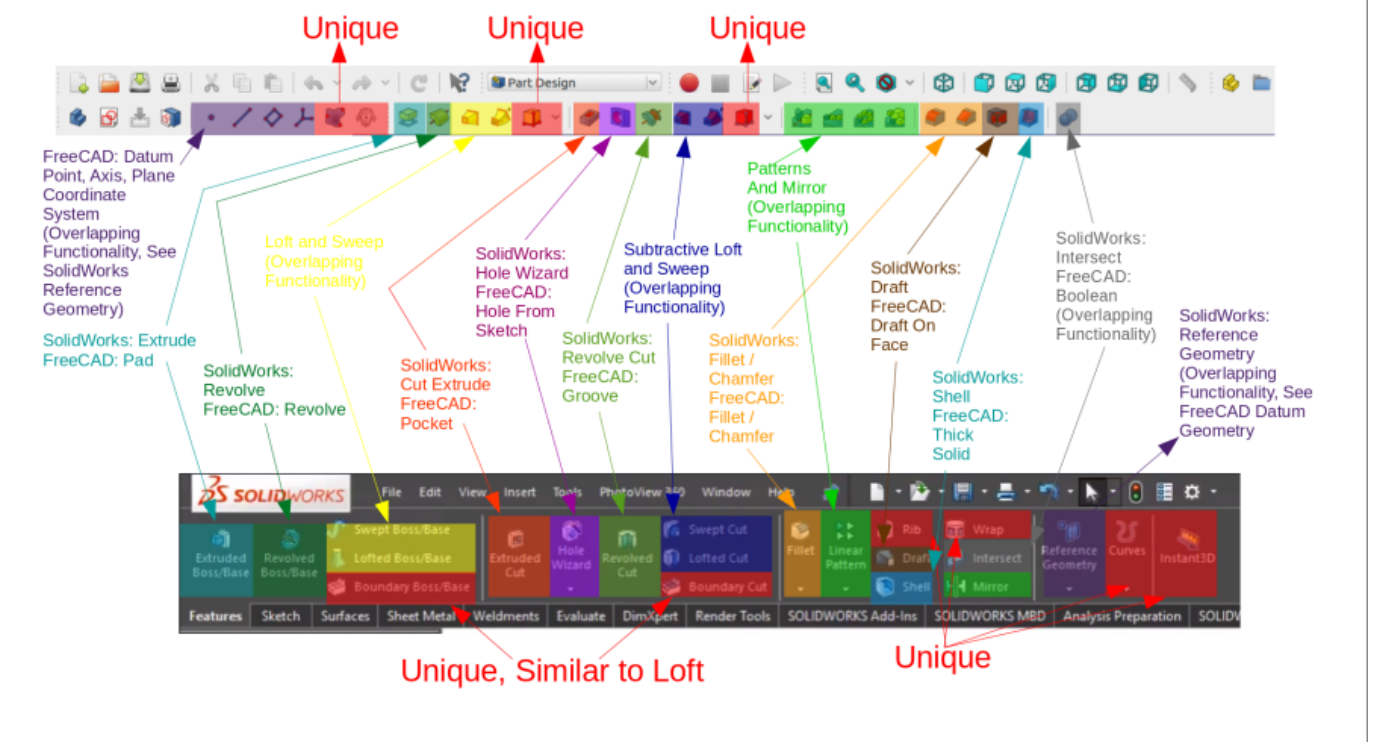 Unique
Unique
Unique
Part Design
FreeCAD: Datum
Point, Axis, Plane
Coordinate
System
(Overlapping
Functionality, See
SolidWorks
Reference
Geometry)
SolidWorks: Extrude
FreeCAD: Pad
SolidWorks:
Revolve
FreeCAD: Revolve
Loft and Sweep
(Overlapping
Functionality)
SolidWorks:
Cut Extrude
FreeCAD:
Pocket
SolidWorks:
Hole Wizard
FreeCAD:
Hole From
Sketch
SolidWorks:
Revolve Cut
FreeCAD:
Groove
Subtractive Loft
and Sweep
(Overlapping
Functionality)
Patterns
And Mirror
(Overlapping
Functionality)
SolidWorks:
Fillet /
Chamfer
FreeCAD:
Fillet /
Chamfer
SolidWorks:
Draft
FreeCAD:
Draft On
Face
SolidWorks:
Shell
FreeCAD:
Thick
Solid
SolidWorks:
Intersect
FreeCAD:
Boolean
(Overlapping
Functionality)
SolidWorks:
Reference
Geometry
(Overlapping
Functionality, See
FreeCAD Datum
Geometry
SOLIDWORKS File Edit View Insert Tools PhotoView 360 Window Help
Extruded
Boss/Base
Revolved
Boss/Base
Swept Boss/Base
Lofted Boss/Base
Boundary Boss/Base
Extruded
Cut
Hole
Wizard
Revolved
Cut
Swept Cut
Lofted Cut
Boundary Cut
Fillet
Linear
Pattern
Rib
Draft
Shell
Wrap
Intersect
Mirror
Reference
Geometry
Curves
Instant3D
Features Sketch Surfaces Sheet Metal Weldments Evaluate DimXpert Render Tools SOLIDWORKS Add-Ins SOLIDWORKS MBD Analysis Preparation SOLIDW
Unique, Similar to Loft
Unique